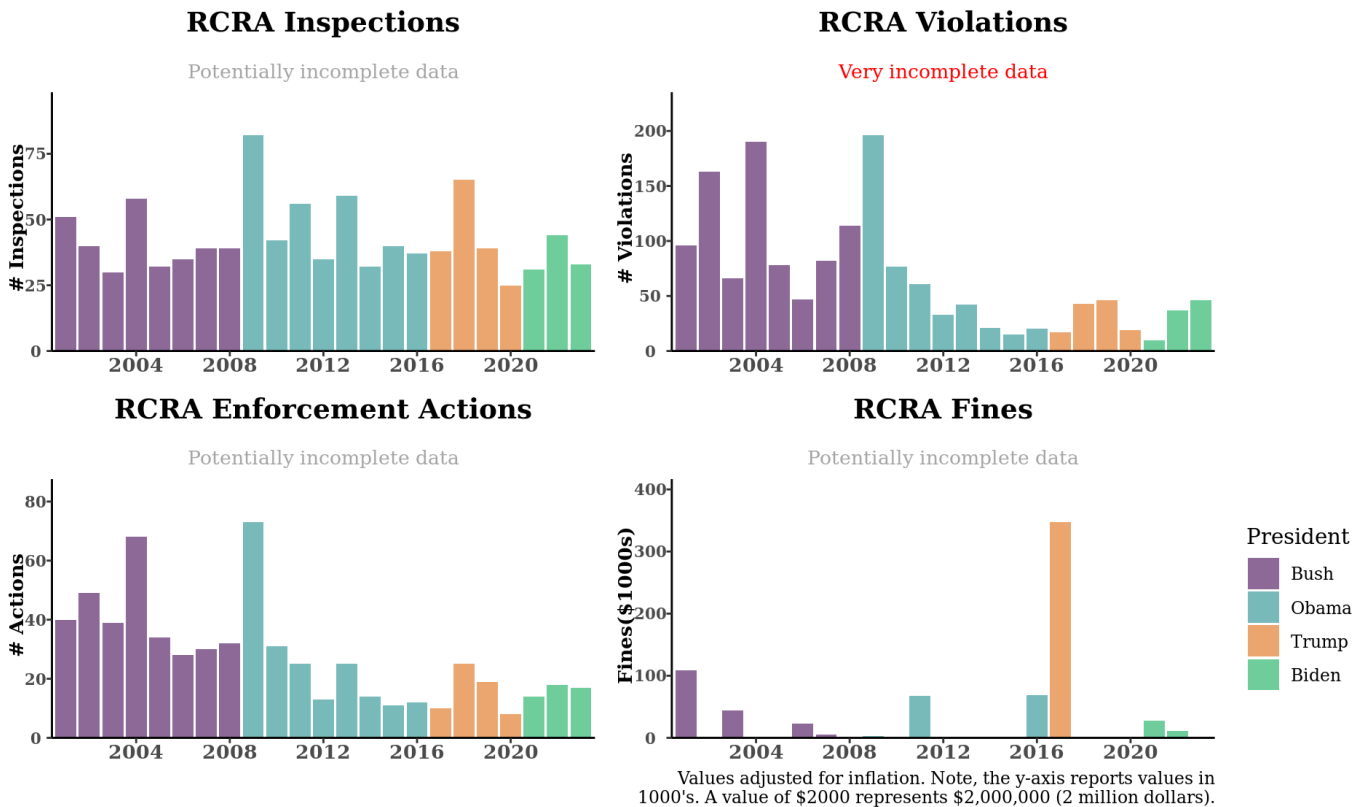 RCRA Inspections
Potentially incomplete data
# Inspections
75
50
25
0
2004 2008 2012 2016 2020
RCRA Violations
Very incomplete data
# Violations
200
150
100
50
0
2004 2008 2012 2016 2020
RCRA Enforcement Actions
Potentially incomplete data
# Actions
80
60
40
20
0
2004 2008 2012 2016 2020
RCRA Fines
Potentially incomplete data
Fines($1000s)
400
300
200
100
0
2004 2008 2012 2016 2020
President
Bush
Obama
Trump
Biden
Values adjusted for inflation. Note, the y-axis reports values in
1000's. A value of $2000 represents $2,000,000 (2 million dollars).